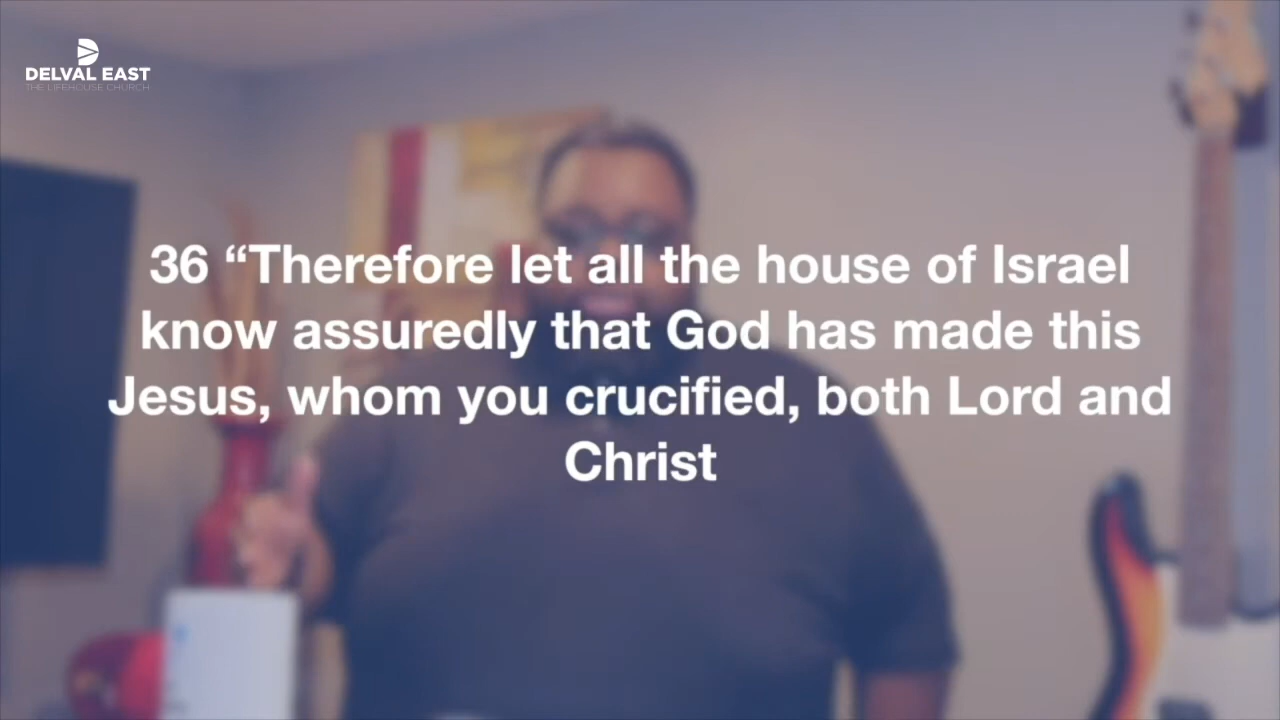 DELVAL EAST
THE LIFEHOUSE CHURCH
36 “Therefore let all the house of Israel
know assuredly that God has made this
Jesus, whom you crucified, both Lord and
Christ